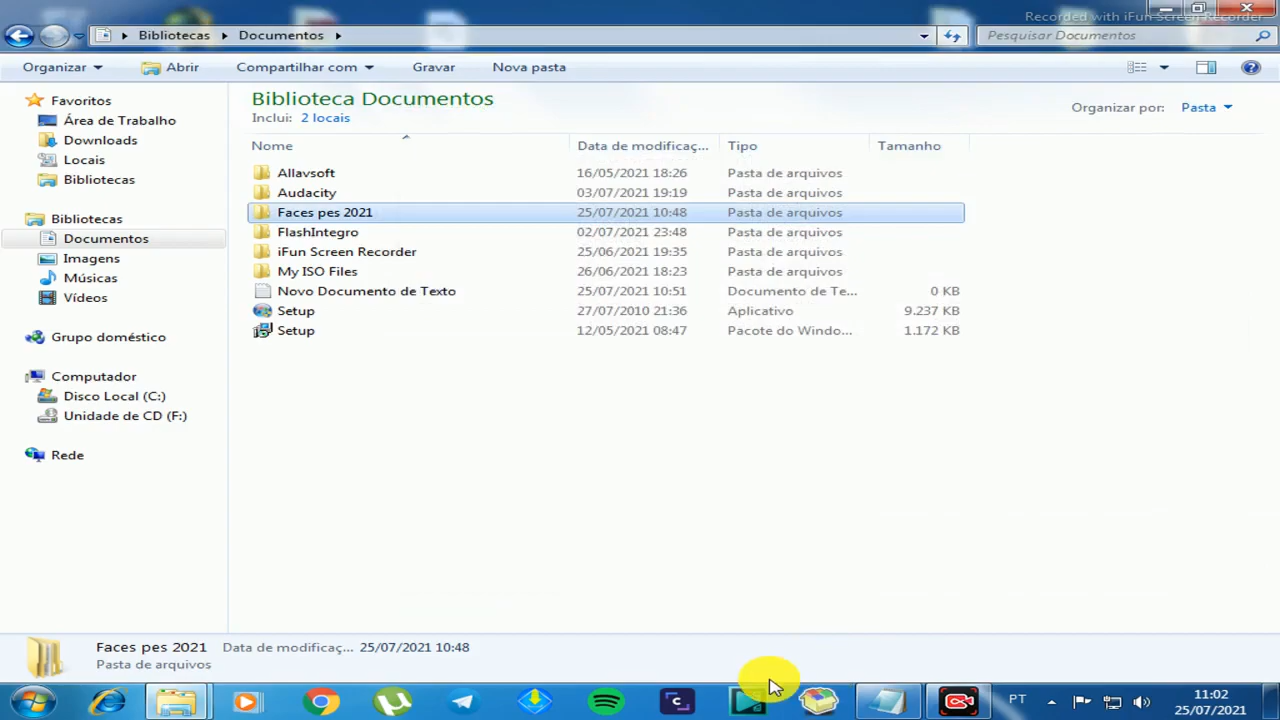 Recorded with iFun Screen Recorder
Bibliotecas Documentos
Pesquisar Documentos
Organizar Abrir Compartilhar com Gravar Nova pasta
Favoritos
Área de Trabalho
Downloads
Locais
Bibliotecas
Bibliotecas
Documentos
Imagens
Músicas
Vídeos
Grupo doméstico
Computador
Disco Local (C:)
Unidade de CD (F:)
Rede
Biblioteca Documentos
Inclui: 2 locais
Organizar por: Pasta
Nome Data de modificaç... Tipo Tamanho
Allavsoft 16/05/2021 18:26 Pasta de arquivos
Audacity 03/07/2021 19:19 Pasta de arquivos
Faces pes 2021 25/07/2021 10:48 Pasta de arquivos
FlashIntegro 02/07/2021 23:48 Pasta de arquivos
iFun Screen Recorder 25/06/2021 19:35 Pasta de arquivos
My ISO Files 26/06/2021 18:23 Pasta de arquivos
Novo Documento de Texto 25/07/2021 10:51 Documento de Te... 0 KB
Setup 27/07/2010 21:36 Aplicativo 9.237 KB
Setup 12/05/2021 08:47 Pacote do Windo... 1.172 KB
Faces pes 2021 Data de modificaç... 25/07/2021 10:48
Pasta de arquivos
PT
11:02
25/07/2021